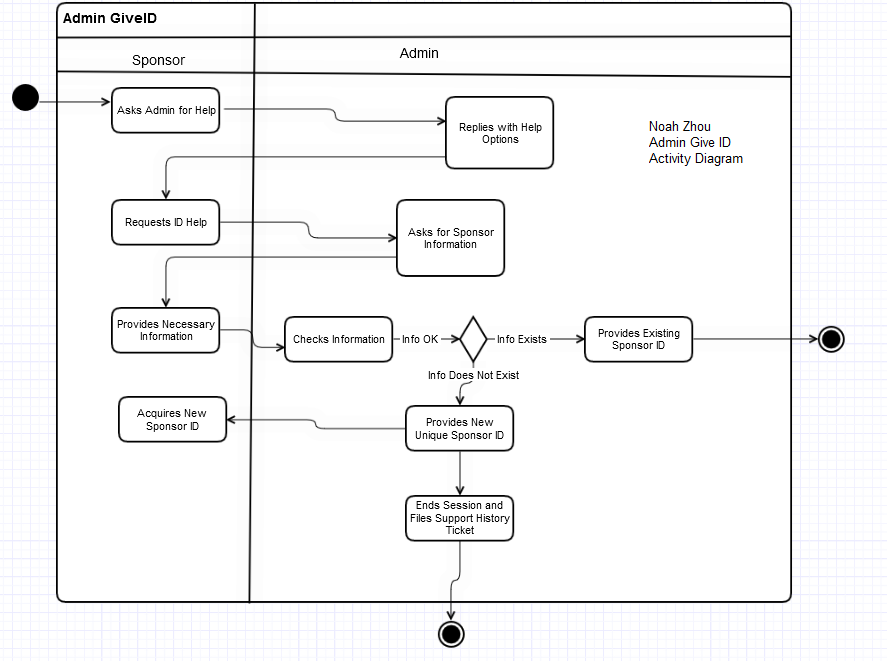 Admin GiveID
Sponsor
Admin
Asks Admin for Help
Replies with Help
Options
Noah Zhou
Admin Give ID
Activity Diagram
Requests ID Help
Asks for Sponsor
Information
Provides Necessary
Information
Checks Information
Info OK
Info Exists
Provides Existing
Sponsor ID
Info Does Not Exist
Acquires New
Sponsor ID
Provides New
Unique Sponsor ID
Ends Session and
Files Support History
Ticket